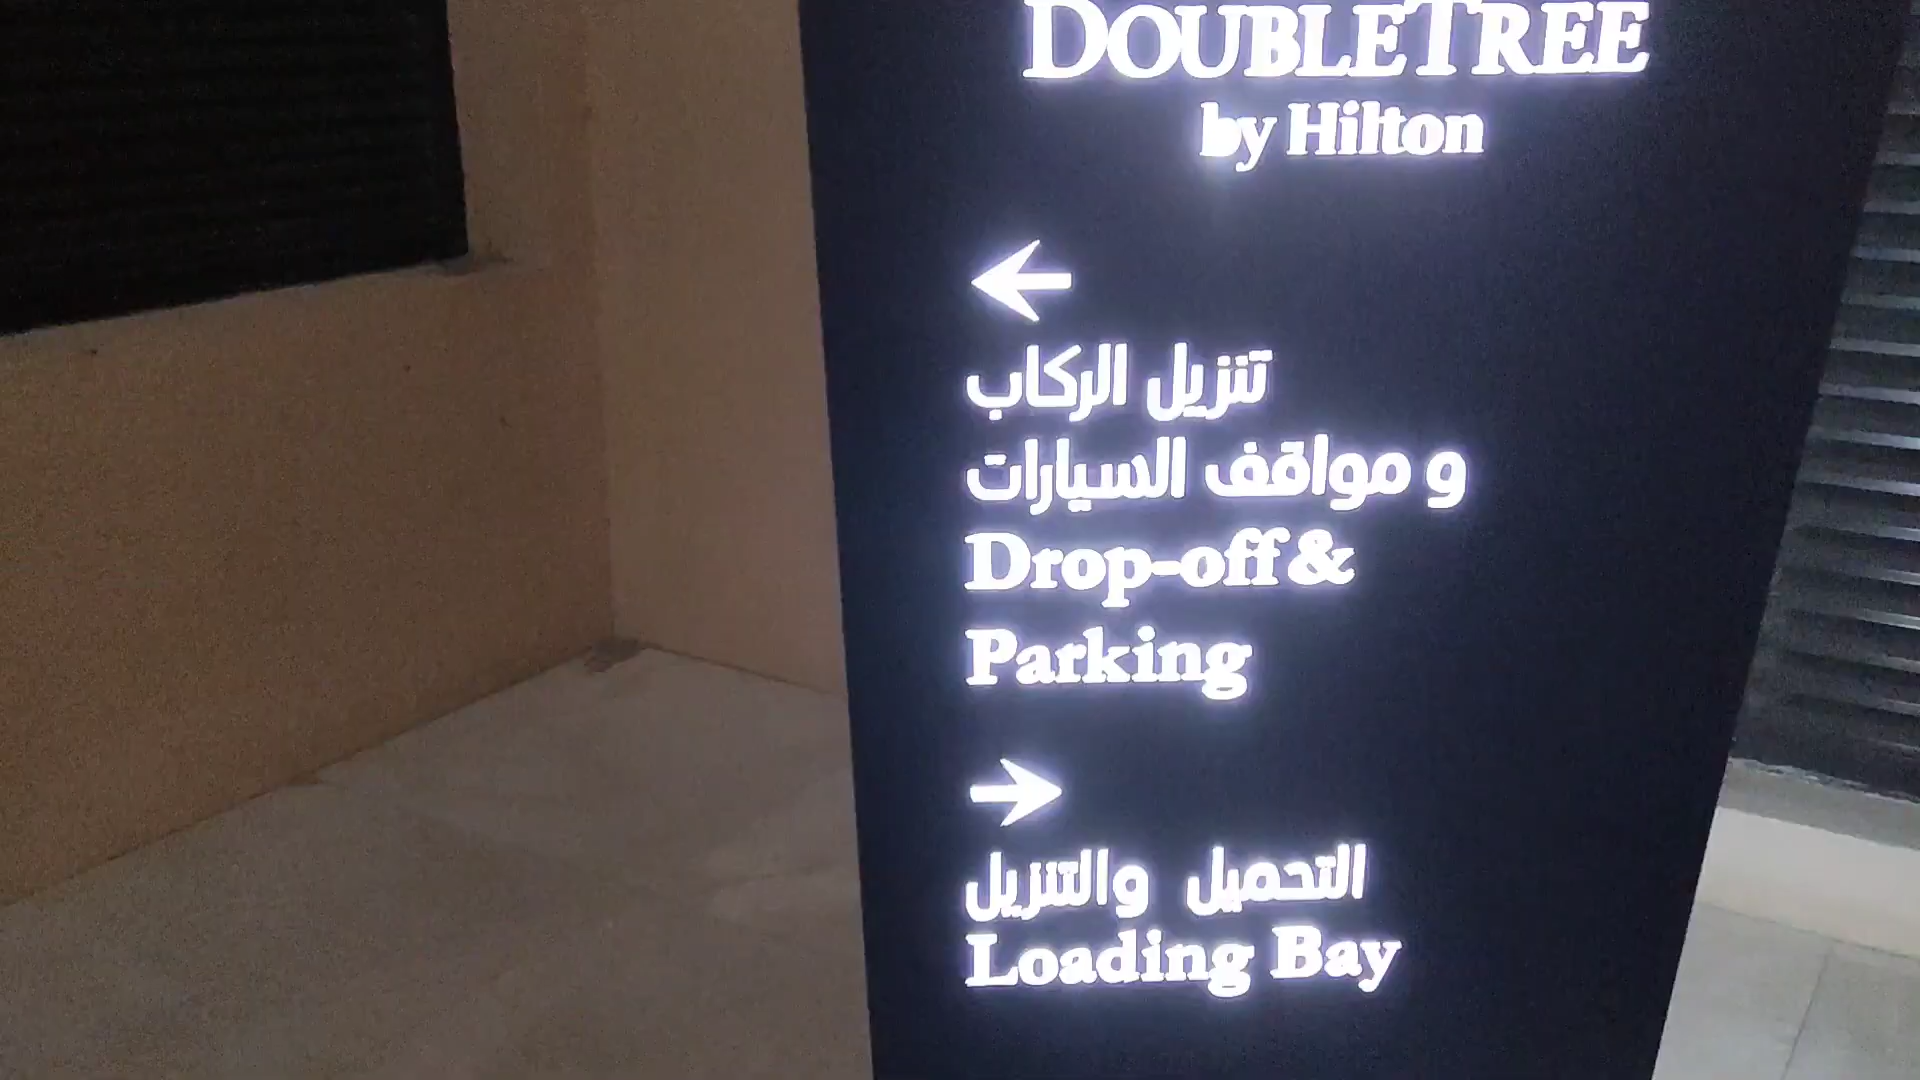 DOUBLETREE
by Hilton
←
تنزيل الركاب
و مواقف السيارات
Drop-off &
Parking
→
التحميل والتنزيل
Loading Bay